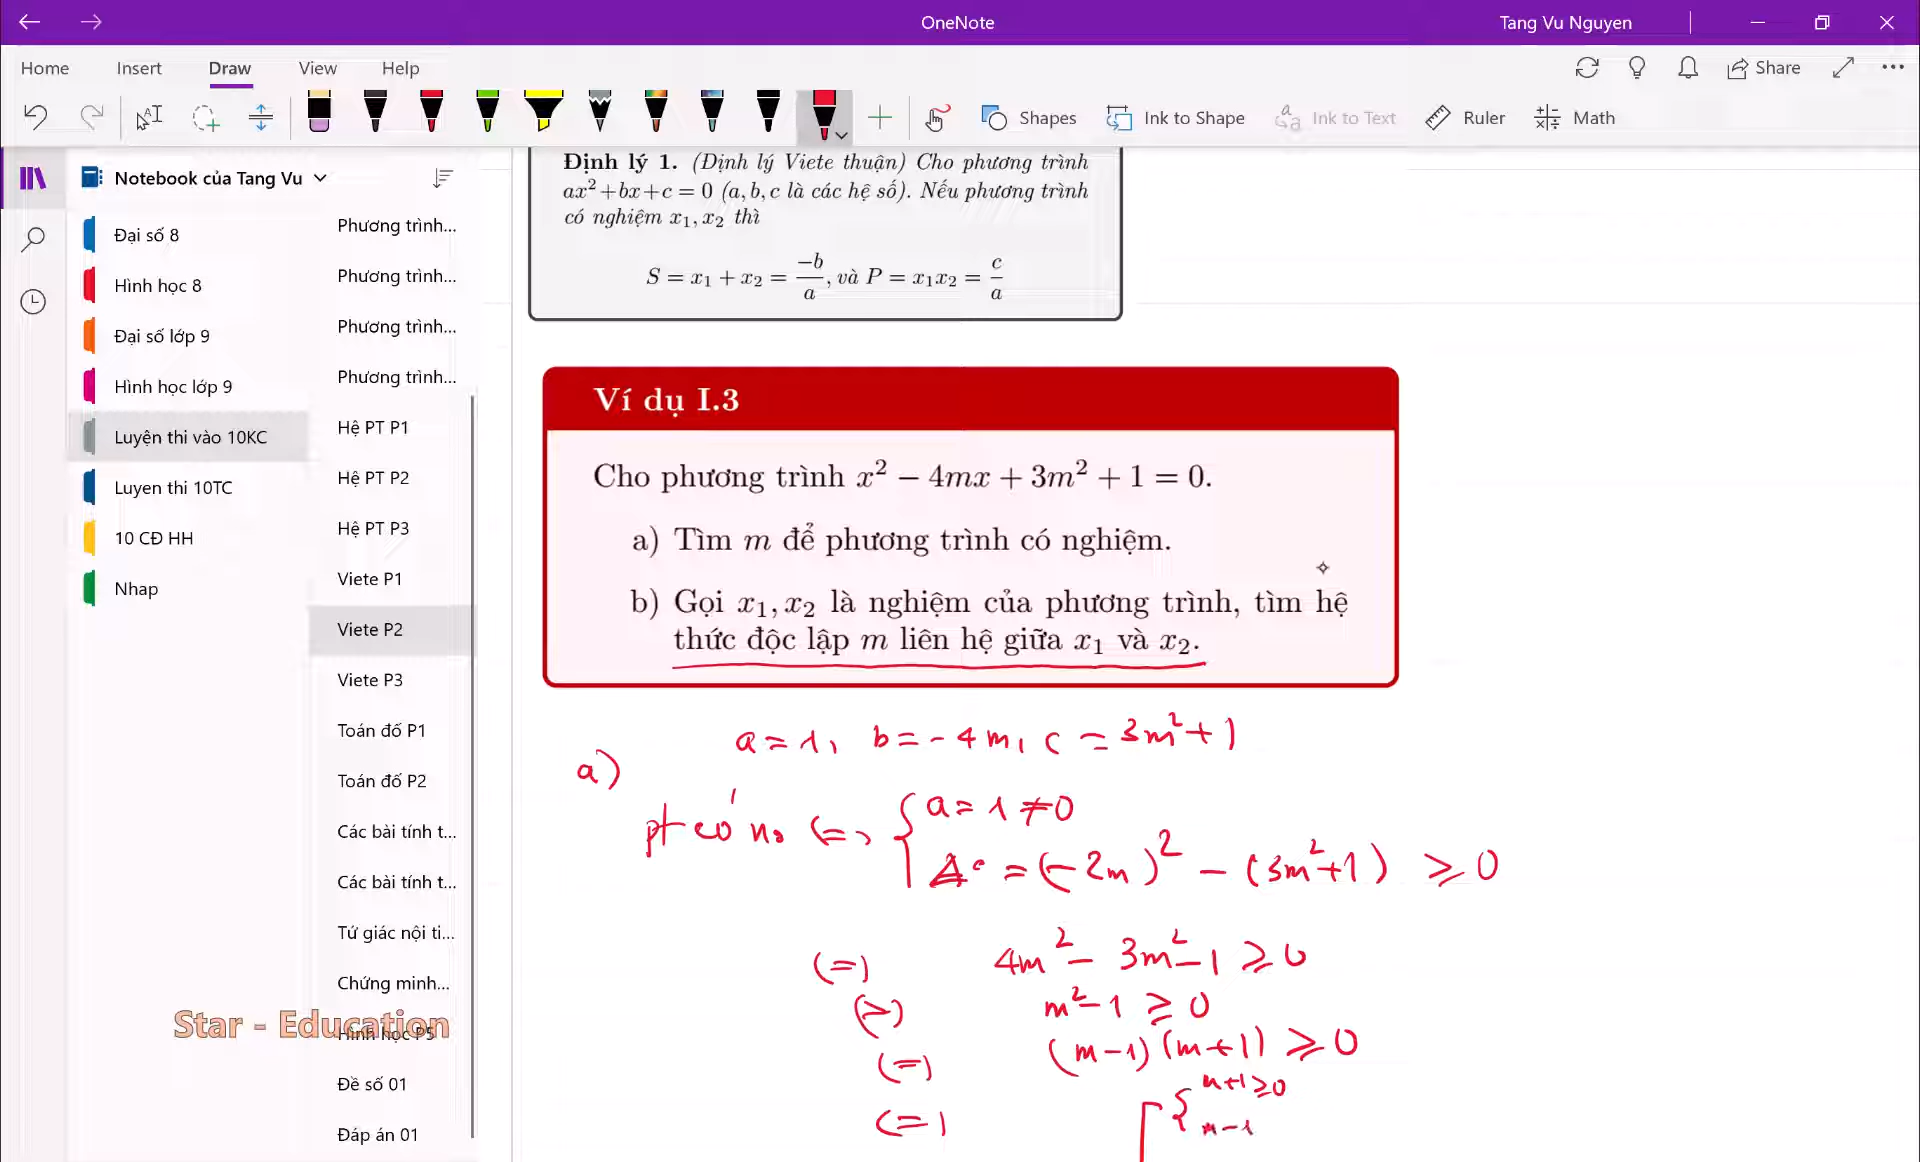 OneNote
Tang Vu Nguyen
Home Insert Draw View Help
Share
Shapes Ink to Shape Ink to Text Ruler Math
Notebook của Tang Vu
Đại số 8
Hình học 8
Đại số lớp 9
Hình học lớp 9
Luyện thi vào 10KC
Luyen thi 10TC
10 CĐ HH
Nhap
Phương trình...
Phương trình...
Phương trình...
Phương trình...
Hệ PT P1
Hệ PT P2
Hệ PT P3
Viete P1
Viete P2
Viete P3
Toán đố P1
Toán đố P2
Các bài tính t...
Các bài tính t...
Tứ giác nội ti...
Chứng minh...
Hình học P5
Đề số 01
Đáp án 01
Star - Education
Định lý 1. (Định lý Viete thuận) Cho phương trình
ax²+bx+c = 0 (a, b, c là các hệ số). Nếu phương trình
có nghiệm x₁, x₂ thì
S = x₁ + x₂ = -b/a, và P = x₁x₂ = c/a
Ví dụ I.3
Cho phương trình x² − 4mx + 3m² + 1 = 0.
a) Tìm m để phương trình có nghiệm.
b) Gọi x₁, x₂ là nghiệm của phương trình, tìm hệ
thức độc lập m liên hệ giữa x₁ và x₂.
a = 1, b = -4m, c = 3m² + 1
a)
pt có no (=) { a = 1 ≠ 0
Δ' = (-2m)² - (3m²+1) ≥ 0
(=) 4m² - 3m² - 1 ≥ 0
(=) m² - 1 ≥ 0
(=) (m-1)(m+1) ≥ 0
(=) [ { m+1 ≥ 0
m-1